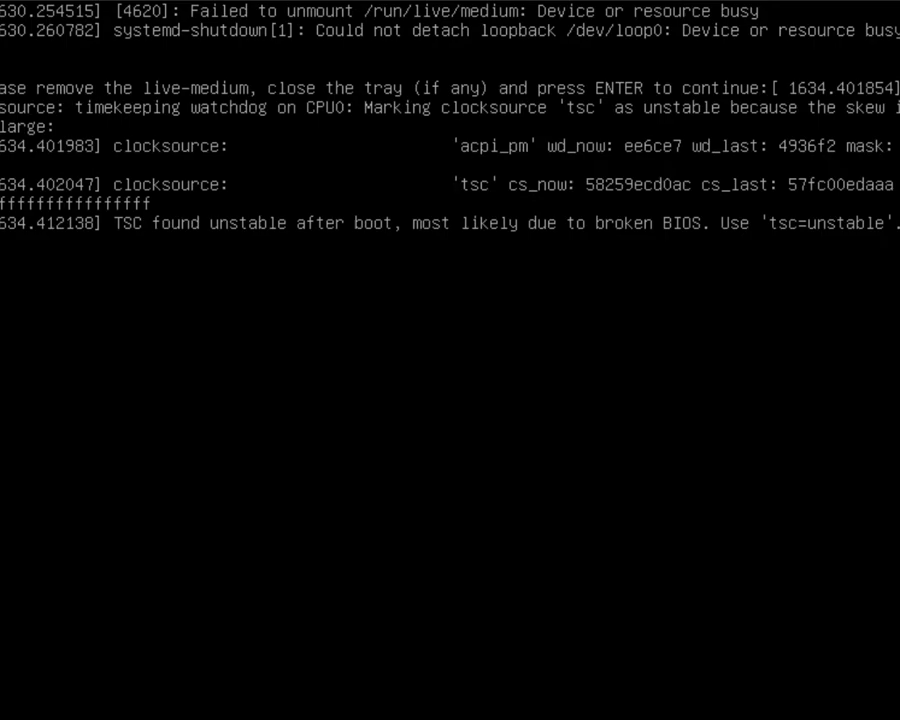 630.254515] [4620]: Failed to unmount /run/live/medium: Device or resource busy
630.260782] systemd-shutdown[1]: Could not detach loopback /dev/loop0: Device or resource busy
ase remove the live-medium, close the tray (if any) and press ENTER to continue:[ 1634.401854]
source: timekeeping watchdog on CPU0: Marking clocksource 'tsc' as unstable because the skew i
large:
634.401983] clocksource: 'acpi_pm' wd_now: ee6ce7 wd_last: 4936f2 mask:
634.402047] clocksource: 'tsc' cs_now: 58259ecd0ac cs_last: 57fc00edaaa
ffffffffffffffff
634.412138] TSC found unstable after boot, most likely due to broken BIOS. Use 'tsc=unstable'.